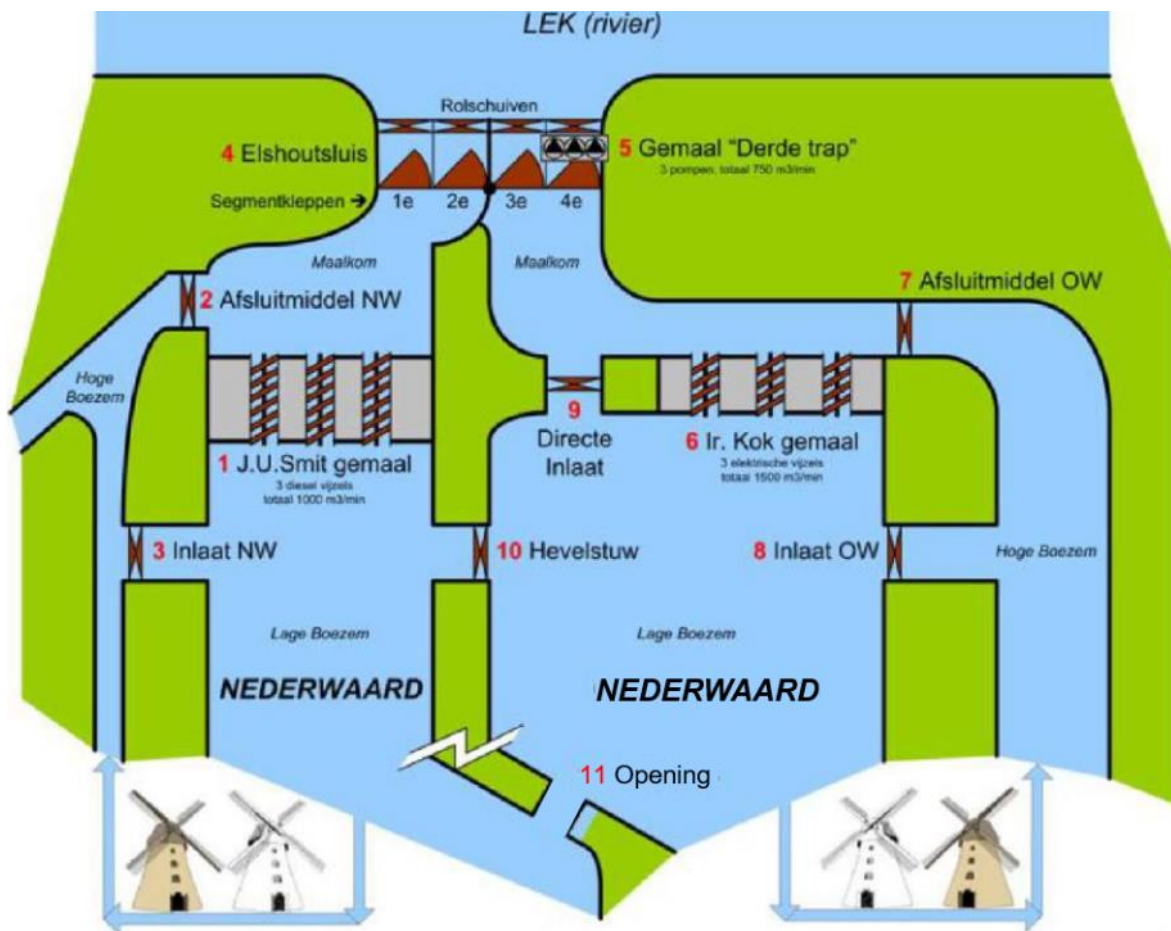 LEK (rivier)
Rolschuiven
4 Elshoutsluis
5 Gemaal "Derde trap"
3 pompen, totaal 750 m3/min
Segmentkleppen →
1e 2e 3e 4e
Maalkom
Maalkom
2 Afsluitmiddel NW
7 Afsluitmiddel OW
Hoge
Boezem
9
Directe
Inlaat
1 J.U.Smit gemaal
3 diesel vijzels
totaal 1000 m3/min
6 Ir. Kok gemaal
3 elektrische vijzels
totaal 1500 m3/min
3 Inlaat NW
10 Hevelstuw
8 Inlaat OW
Hoge Boezem
Lage Boezem
Lage Boezem
NEDERWAARD
NEDERWAARD
11 Opening